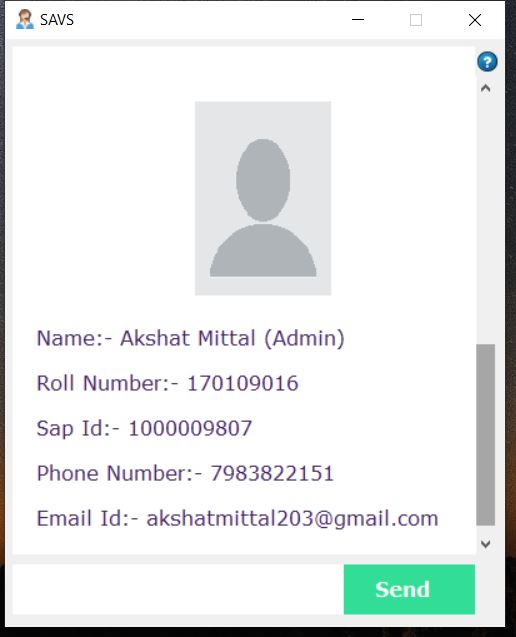 SAVS
?
Name:- Akshat Mittal (Admin)
Roll Number:- 170109016
Sap Id:- 1000009807
Phone Number:- 7983822151
Email Id:- akshatmittal203@gmail.com
Send